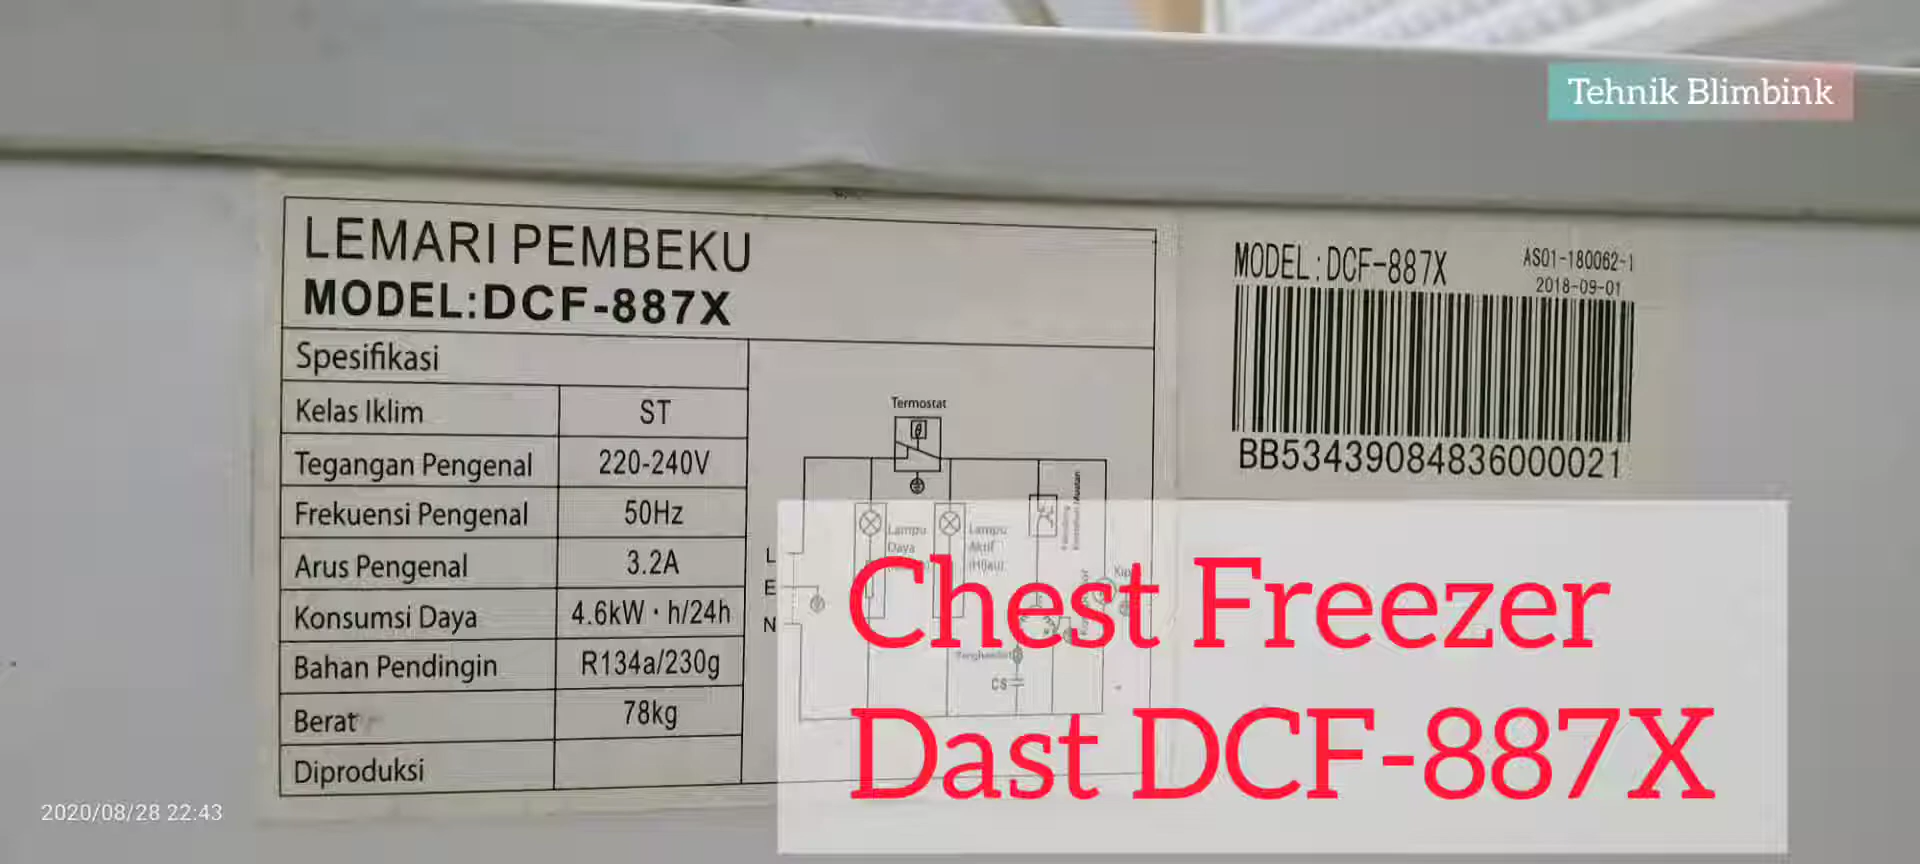 Tehnik Blimbink
LEMARI PEMBEKU
MODEL:DCF-887X
Spesifikasi
Kelas Iklim ST
Tegangan Pengenal 220-240V
Frekuensi Pengenal 50Hz
Arus Pengenal 3.2A
Konsumsi Daya 4.6kW·h/24h
Bahan Pendingin R134a/230g
Berat 78kg
Diproduksi
Termostat
θ
Lampu
Daya
Lampu
Aktif
(Hijau)
L
E
N
CS
MODEL:DCF-887X
AS01-180062-1
2018-09-01
BB53439084836000021
Chest Freezer
Dast DCF-887X
2020/08/28 22:43